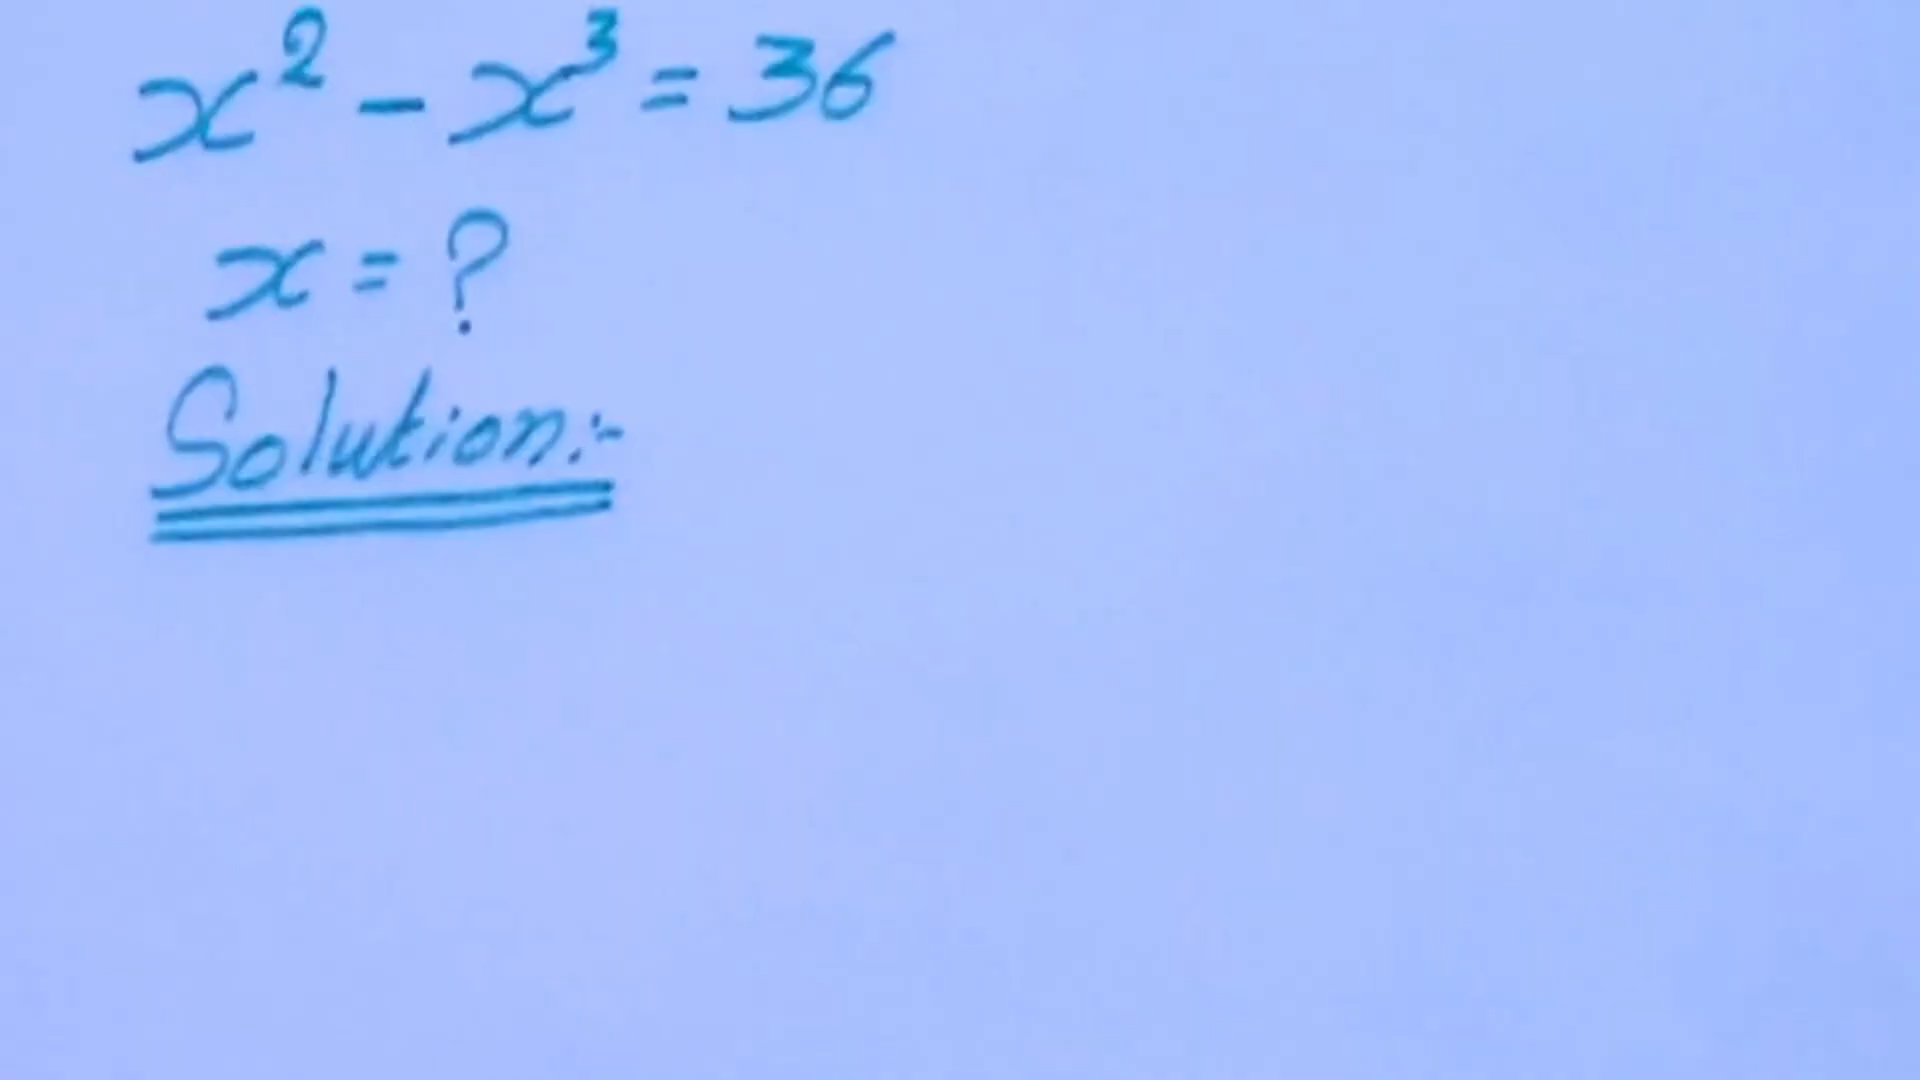 x² - x³ = 36
x = ?
Solution:-